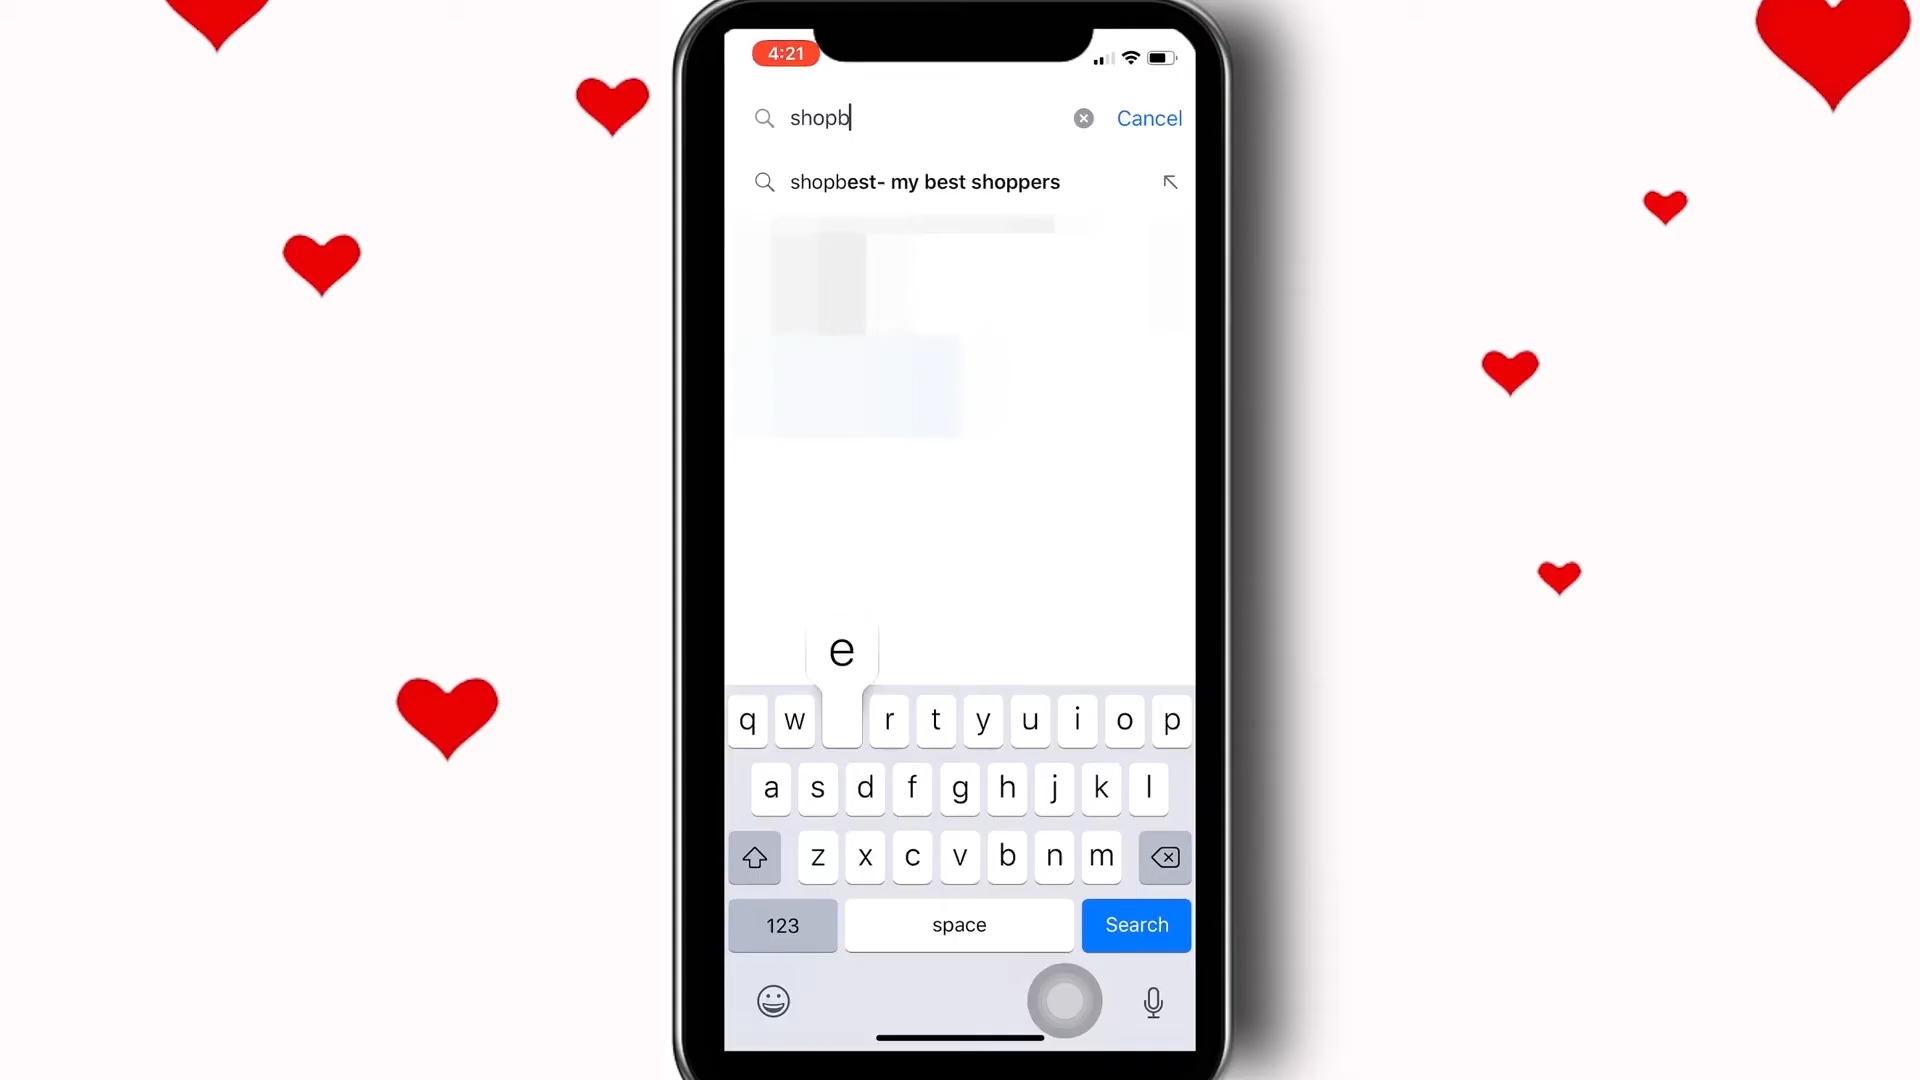 4:21
shopb
Cancel
shopbest- my best shoppers
e
q w r t y u i o p
a s d f g h j k l
z x c v b n m
123 space Search